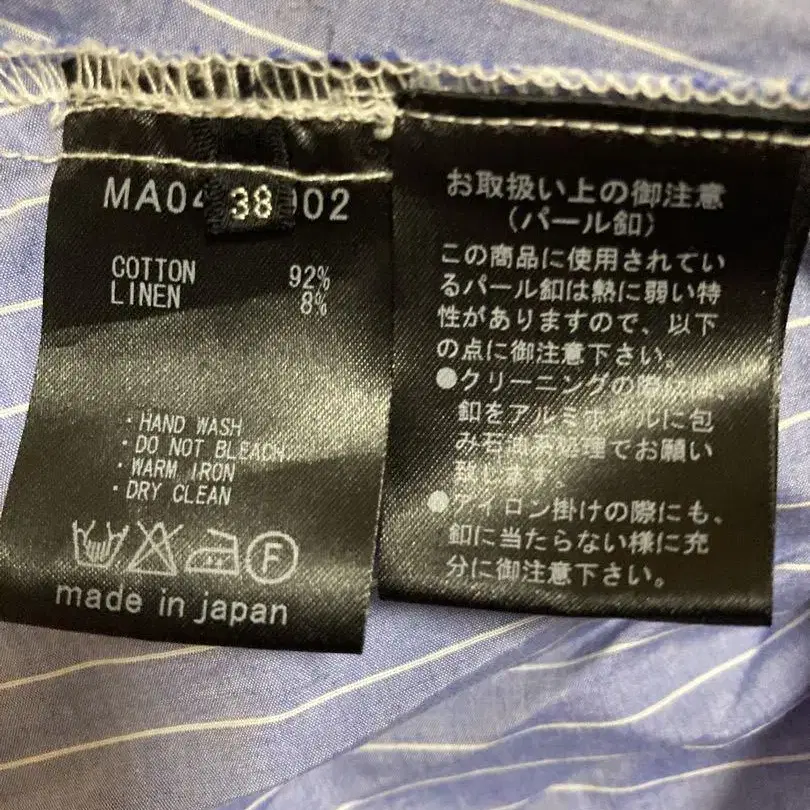 MA04
38
02
COTTON 92%
LINEN 8%
・HAND WASH
・DO NOT BLEACH
・WARM IRON
・DRY CLEAN
F
made in japan
お取扱い上の御注意
（パール釦）
この商品に使用されてい
るパール釦は熱に弱い特
性がありますので、以下
の点に御注意下さい。
●クリーニングの際には、
釦をアルミホイルに包
み石油系処理でお願い
致します。
●アイロン掛けの際にも、
釦に当たらない様に充
分に御注意下さい。